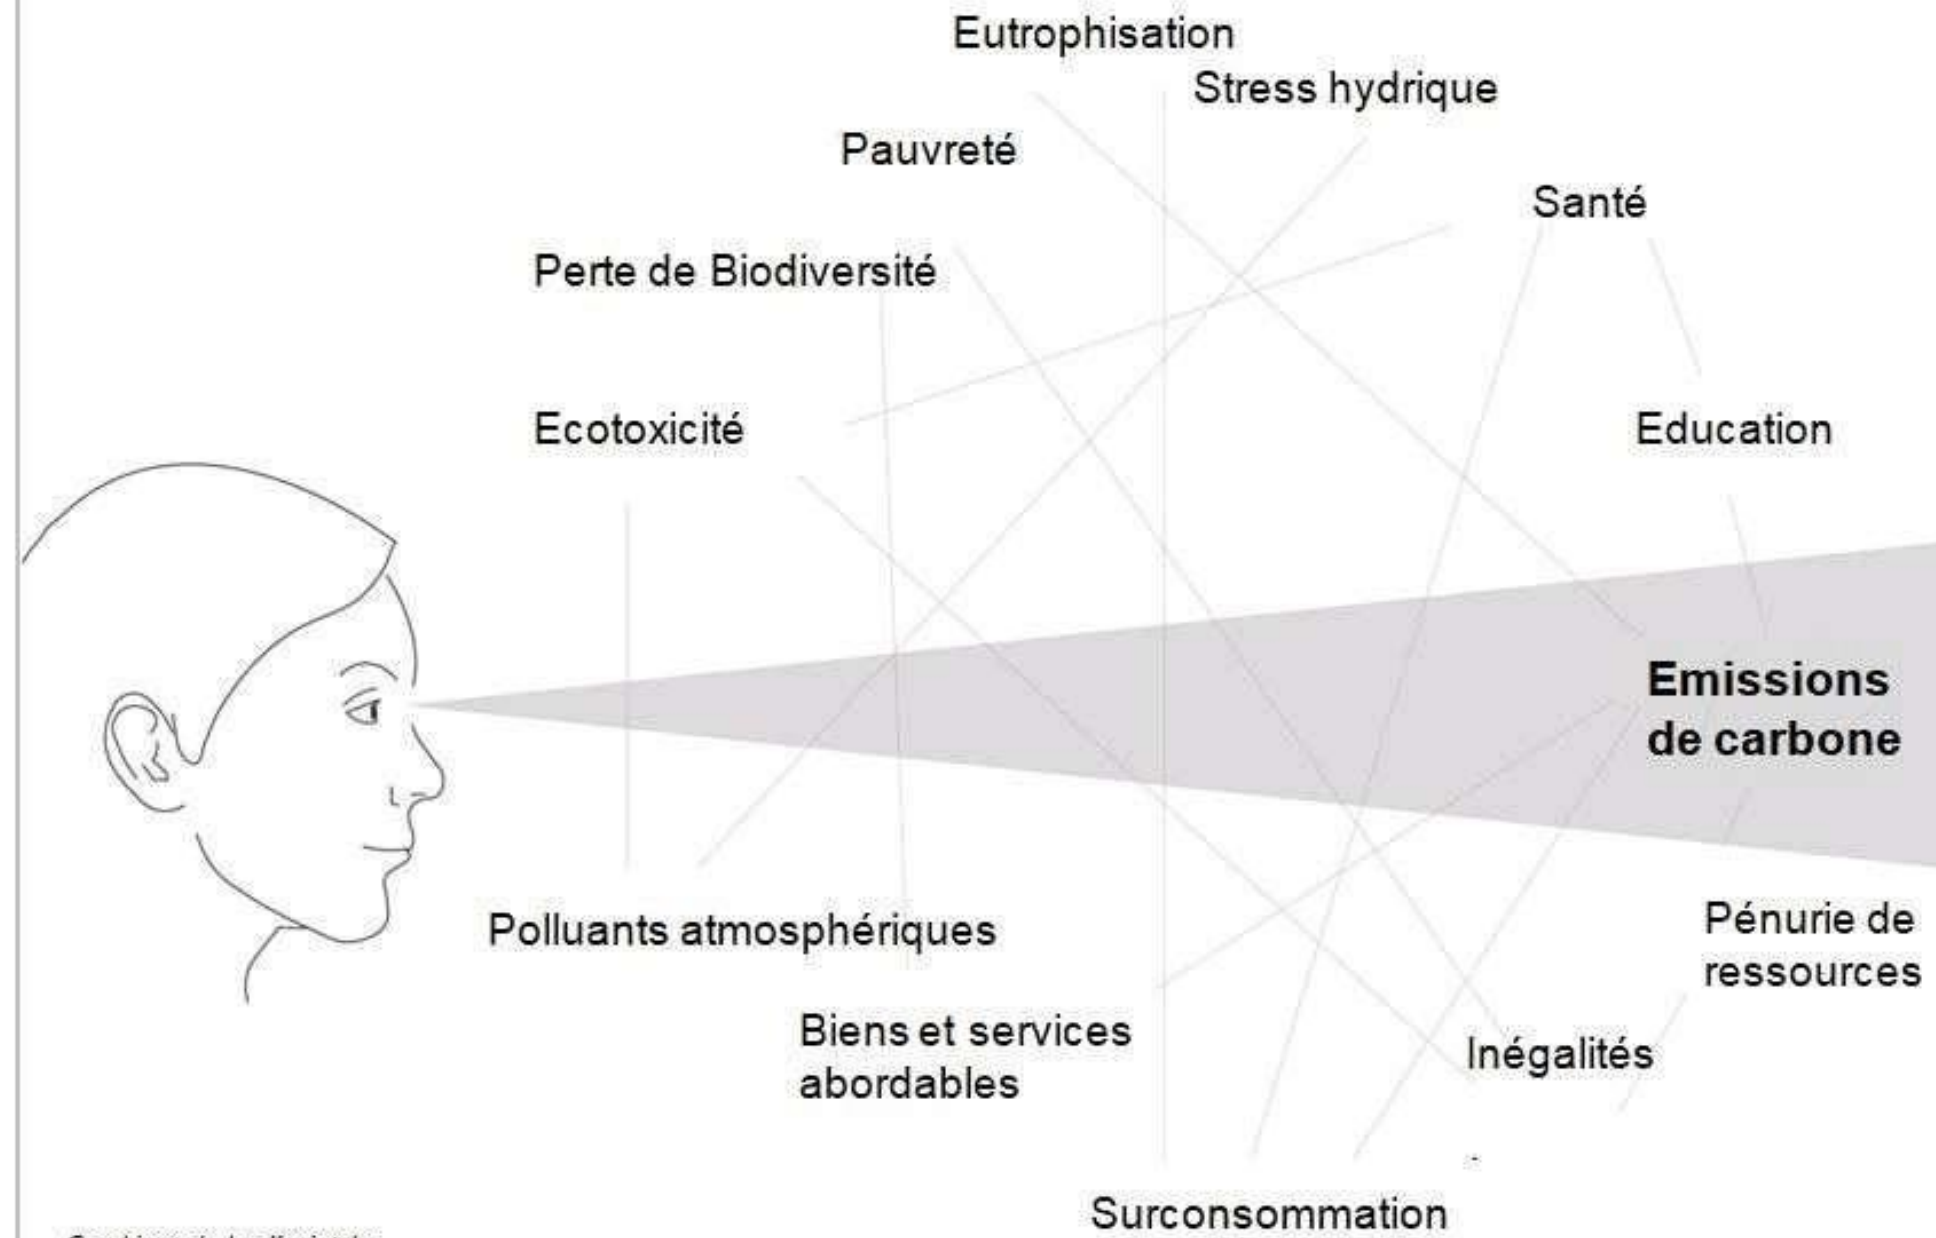 Eutrophisation
Stress hydrique
Pauvreté
Santé
Perte de Biodiversité
Ecotoxicité
Education
Emissions
de carbone
Pénurie de
ressources
Polluants atmosphériques
Biens et services
abordables
Inégalités
Surconsommation